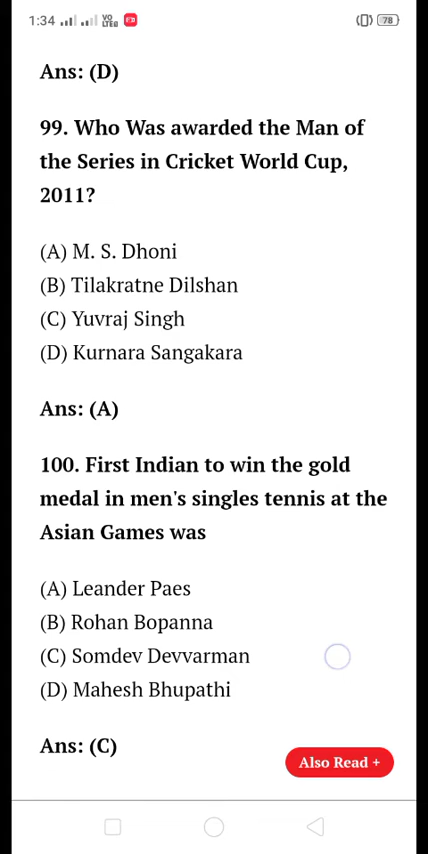 1:34 VO LTE
78
Ans: (D)
99. Who Was awarded the Man of
the Series in Cricket World Cup,
2011?
(A) M. S. Dhoni
(B) Tilakratne Dilshan
(C) Yuvraj Singh
(D) Kurnara Sangakara
Ans: (A)
100. First Indian to win the gold
medal in men's singles tennis at the
Asian Games was
(A) Leander Paes
(B) Rohan Bopanna
(C) Somdev Devvarman
(D) Mahesh Bhupathi
Ans: (C)
Also Read +